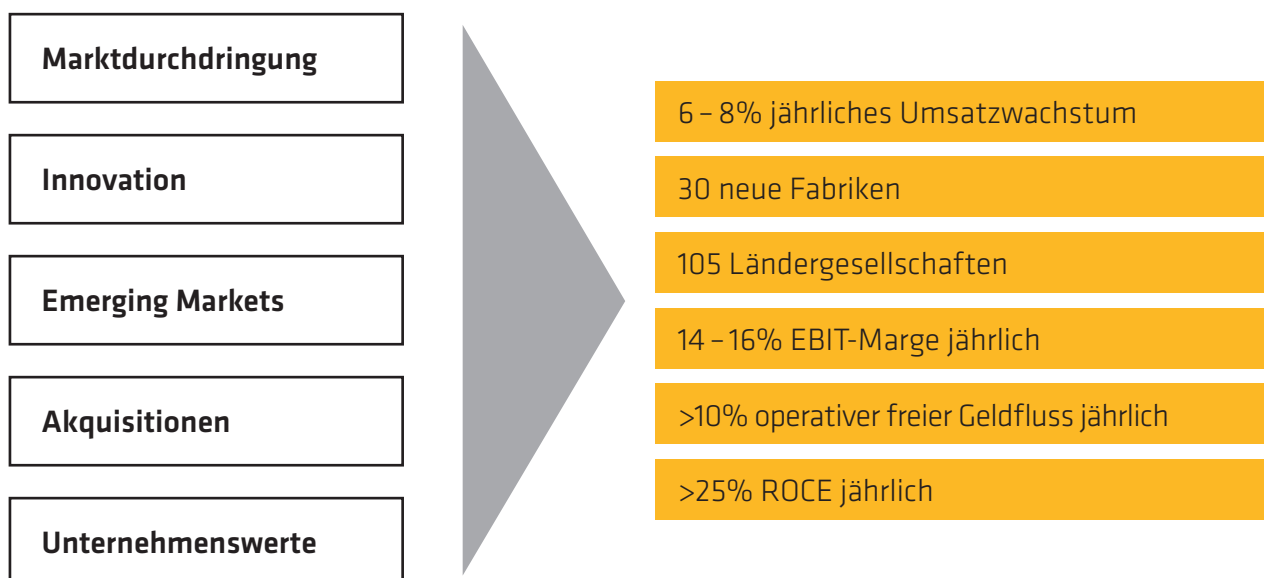 Marktdurchdringung
Innovation
Emerging Markets
Akquisitionen
Unternehmenswerte
6 – 8% jährliches Umsatzwachstum
30 neue Fabriken
105 Ländergesellschaften
14 – 16% EBIT-Marge jährlich
>10% operativer freier Geldfluss jährlich
>25% ROCE jährlich